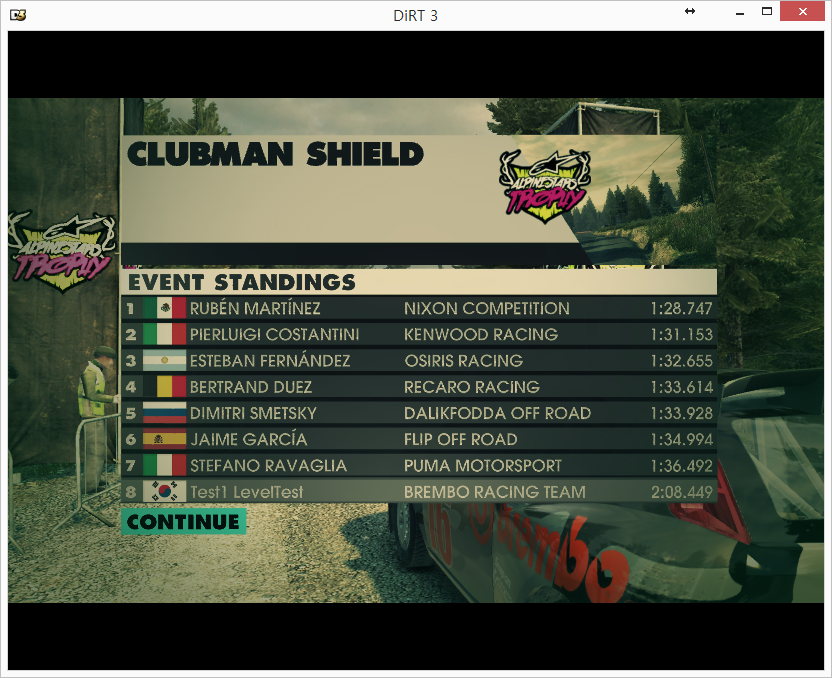 DiRT 3
CLUBMAN SHIELD
ALPINESTARS
TROPHY
ALPINESTARS
TROPHY
EVENT STANDINGS
1 RUBÉN MARTÍNEZ NIXON COMPETITION 1:28.747
2 PIERLUIGI COSTANTINI KENWOOD RACING 1:31.153
3 ESTEBAN FERNÁNDEZ OSIRIS RACING 1:32.655
4 BERTRAND DUEZ RECARO RACING 1:33.614
5 DIMITRI SMETSKY DALIKFODDA OFF ROAD 1:33.928
6 JAIME GARCÍA FLIP OFF ROAD 1:34.994
7 STEFANO RAVAGLIA PUMA MOTORSPORT 1:36.492
8 Test1 LevelTest BREMBO RACING TEAM 2:08.449
CONTINUE
brembo